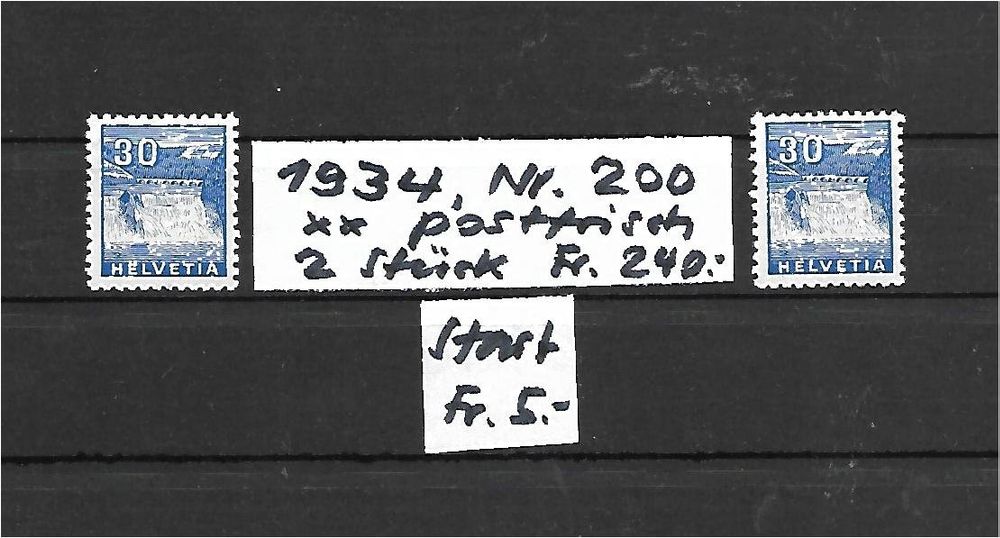 30
HELVETIA
1934, Nr. 200
xx postfrisch
2 Stück Fr. 240.-
30
HELVETIA
Start
Fr. 5.-